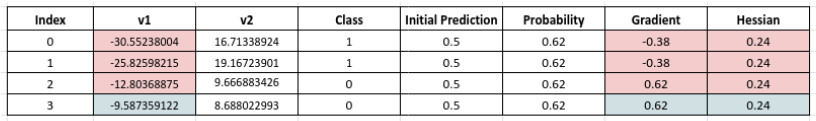 Index v1 v2 Class Initial Prediction Probability Gradient Hessian
0 -30.55238004 16.71338924 1 0.5 0.62 -0.38 0.24
1 -25.82598215 19.16723901 1 0.5 0.62 -0.38 0.24
2 -12.80368875 9.666883426 0 0.5 0.62 0.62 0.24
3 -9.587359122 8.688022993 0 0.5 0.62 0.62 0.24